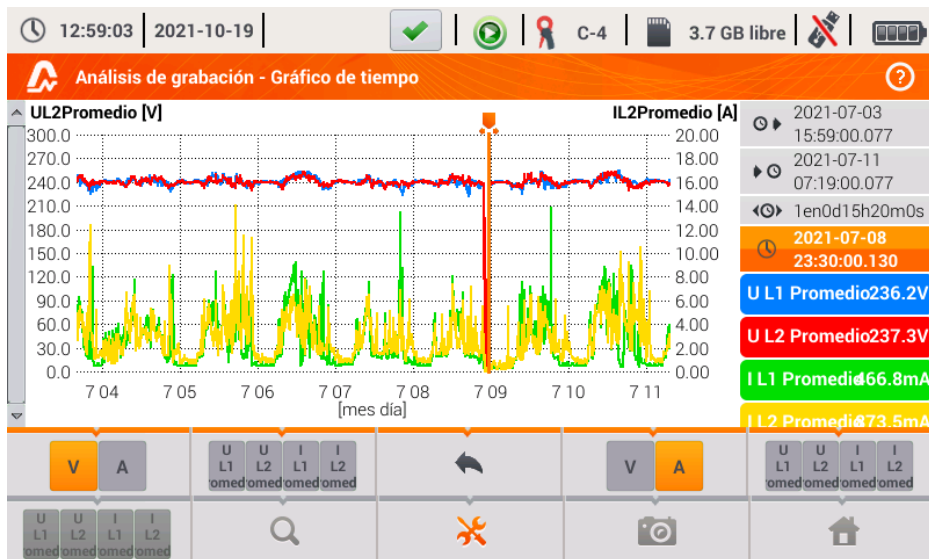 12:59:03 2021-10-19 C-4 3.7 GB libre
Análisis de grabación - Gráfico de tiempo ?
UL2Promedio [V] IL2Promedio [A]
300.0 20.00
270.0 18.00
240.0 16.00
210.0 14.00
180.0 12.00
150.0 10.00
120.0 8.00
90.0 6.00
60.0 4.00
30.0 2.00
0.0 0.00
7 04 7 05 7 06 7 07 7 08 7 09 7 10 7 11
[mes día]
2021-07-03
15:59:00.077
2021-07-11
07:19:00.077
1en0d15h20m0s
2021-07-08
23:30:00.130
U L1 Promedio236.2V
U L2 Promedio237.3V
I L1 Promedio466.8mA
I L2 Promedio373.5mA
V A
U U I I
L1 L2 L1 L2
omed omed omed omed
V A
U U I I
L1 L2 L1 L2
omed omed omed omed
U U I I
L1 L2 L1 L2
omed omed omed omed